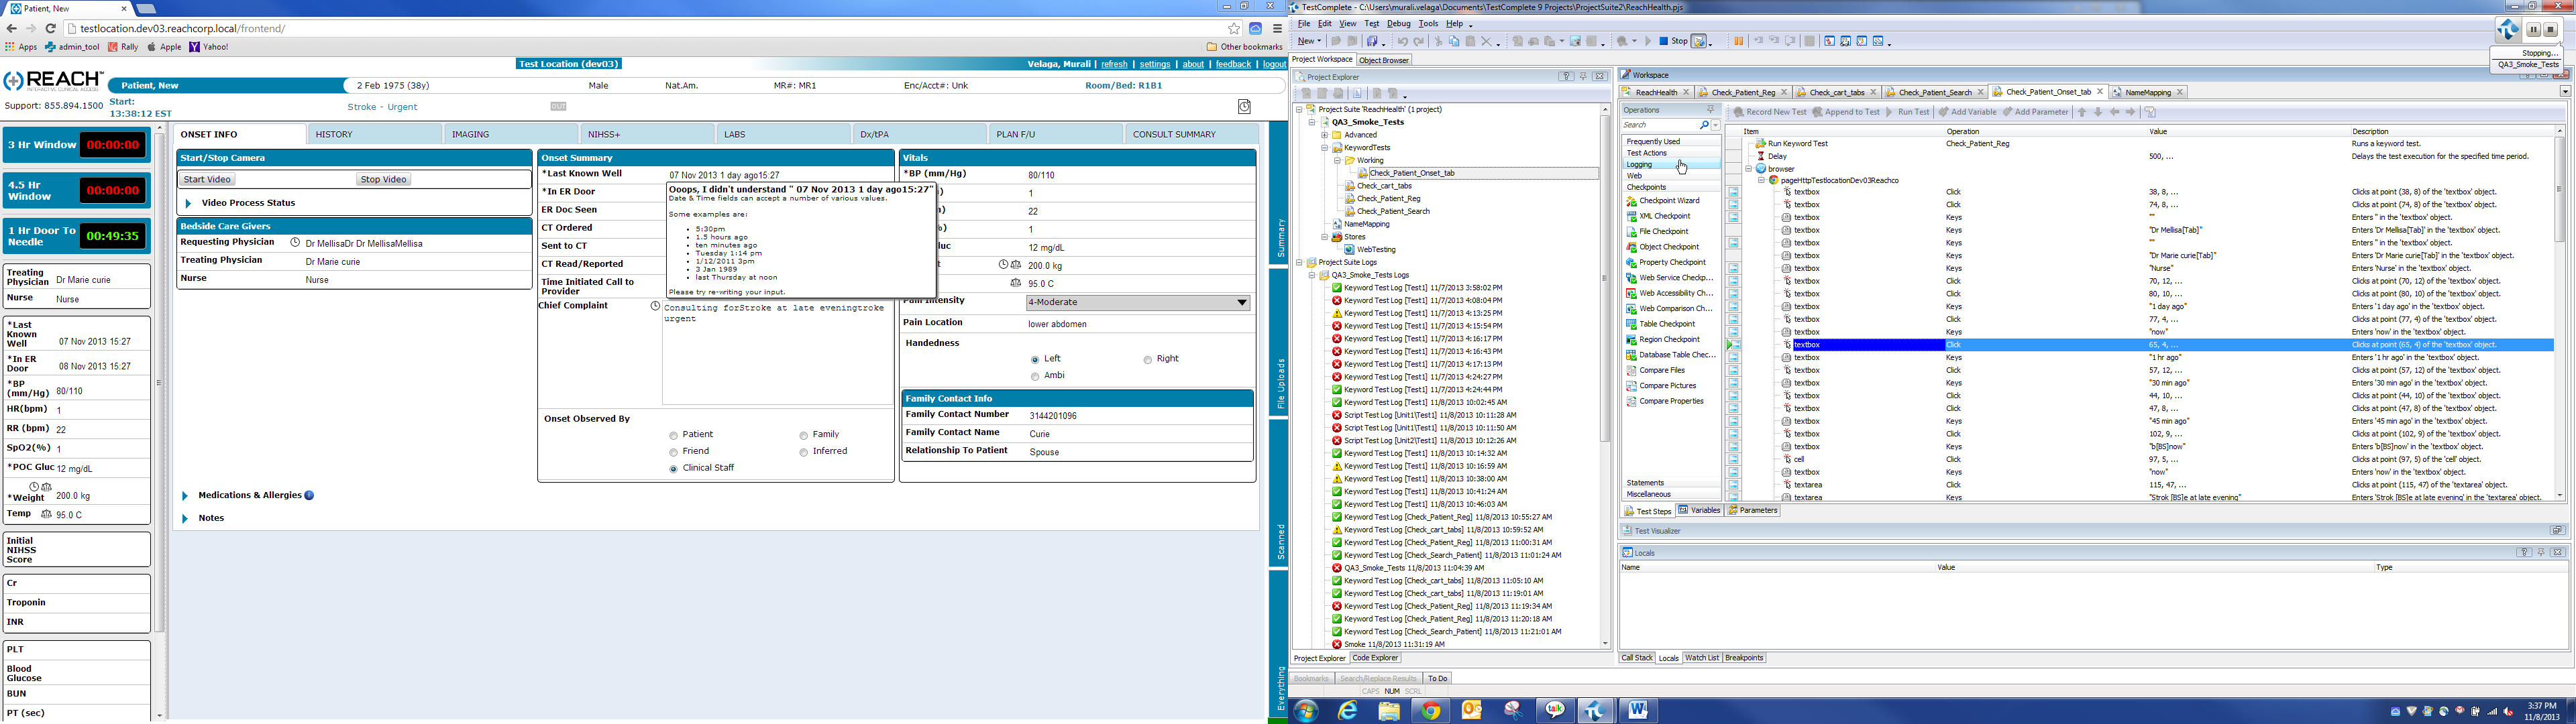 Patient, New
testlocation.dev03.reachcorp.local/frontend/
Apps admin_tool Rally Apple Yahoo! Other bookmarks
REACH
Test Location (dev03)
Velaga, Murali | refresh | settings | about | feedback | logout
Patient, New 2 Feb 1975 (38y) Male Nat.Am. MR#: MR1 Enc/Acct#: Unk Room/Bed: R1B1
Support: 855.894.1500 Start: 13:38:12 EST
Stroke - Urgent OUT
3 Hr Window 00:00:00
4.5 Hr Window 00:00:00
1 Hr Door To Needle 00:49:35
Treating Physician Dr Marie curie
Nurse Nurse
*Last Known Well 07 Nov 2013 15:27
*In ER Door 08 Nov 2013 15:27
*BP (mm/Hg) 80/110
HR(bpm) 1
RR (bpm) 22
SpO2(%) 1
*POC Gluc 12 mg/dL
*Weight 200.0 kg
Temp 95.0 C
Initial NIHSS Score
Cr
Troponin
INR
PLT
Blood Glucose
BUN
PT (sec)
ONSET INFO HISTORY IMAGING NIHSS+ LABS Dx/tPA PLAN F/U CONSULT SUMMARY
Start/Stop Camera
Start Video Stop Video
Video Process Status
Bedside Care Givers
Requesting Physician Dr MellisaDr Dr MellisaMellisa
Treating Physician Dr Marie curie
Nurse Nurse
Medications & Allergies
Notes
Onset Summary
*Last Known Well 07 Nov 2013 1 day ago15:27
*In ER Door
ER Doc Seen
CT Ordered
Sent to CT
CT Read/Reported
Time Initiated Call to Provider
Ooops, I didn't understand " 07 Nov 2013 1 day ago15:27"
Date & Time fields can accept a number of various values.
Some examples are:
5:30pm
1.5 hours ago
ten minutes ago
Tuesday 1:14 pm
1/12/2011 3pm
3 Jan 1989
last Thursday at noon
Please try re-writing your input.
Chief Complaint Consulting forStroke at late eveningtroke
urgent
Onset Observed By
Patient Family
Friend Inferred
Clinical Staff
Vitals
*BP (mm/Hg) 80/110
1
22
1
12 mg/dL
200.0 kg
95.0 C
Pain Intensity 4-Moderate
Pain Location lower abdomen
Handedness
Left Right
Ambi
Family Contact Info
Family Contact Number 3144201096
Family Contact Name Curie
Relationship To Patient Spouse
Summary
File Uploads
Scanned
Everything
TestComplete - C:\Users\murali.velaga\Documents\TestComplete 9 Projects\ProjectSuite2\ReachHealth.pjs
File Edit View Test Debug Tools Help
New Stop
Stopping...
QA3_Smoke_Tests
Project Workspace Object Browser
Project Explorer
Project Suite 'ReachHealth' (1 project)
QA3_Smoke_Tests
Advanced
KeywordTests
Working
Check_Patient_Onset_tab
Check_cart_tabs
Check_Patient_Reg
Check_Patient_Search
NameMapping
Stores
WebTesting
Project Suite Logs
QA3_Smoke_Tests Logs
Keyword Test Log [Test1] 11/7/2013 3:58:02 PM
Keyword Test Log [Test1] 11/7/2013 4:08:04 PM
Keyword Test Log [Test1] 11/7/2013 4:13:25 PM
Keyword Test Log [Test1] 11/7/2013 4:15:54 PM
Keyword Test Log [Test1] 11/7/2013 4:16:17 PM
Keyword Test Log [Test1] 11/7/2013 4:16:43 PM
Keyword Test Log [Test1] 11/7/2013 4:17:13 PM
Keyword Test Log [Test1] 11/7/2013 4:24:27 PM
Keyword Test Log [Test1] 11/7/2013 4:24:44 PM
Keyword Test Log [Test1] 11/8/2013 10:02:45 AM
Script Test Log [Unit1\Test1] 11/8/2013 10:11:28 AM
Script Test Log [Unit1\Test1] 11/8/2013 10:11:50 AM
Script Test Log [Unit2\Test1] 11/8/2013 10:12:26 AM
Keyword Test Log [Test1] 11/8/2013 10:14:32 AM
Keyword Test Log [Test1] 11/8/2013 10:16:59 AM
Keyword Test Log [Test1] 11/8/2013 10:38:00 AM
Keyword Test Log [Test1] 11/8/2013 10:41:24 AM
Keyword Test Log [Test1] 11/8/2013 10:46:03 AM
Keyword Test Log [Check_Patient_Reg] 11/8/2013 10:55:27 AM
Keyword Test Log [Check_cart_tabs] 11/8/2013 10:59:52 AM
Keyword Test Log [Check_Patient_Reg] 11/8/2013 11:00:31 AM
Keyword Test Log [Check_Search_Patient] 11/8/2013 11:01:24 AM
QA3_Smoke_Tests 11/8/2013 11:04:39 AM
Keyword Test Log [Check_cart_tabs] 11/8/2013 11:05:10 AM
Keyword Test Log [Check_cart_tabs] 11/8/2013 11:19:01 AM
Keyword Test Log [Check_Patient_Reg] 11/8/2013 11:19:34 AM
Keyword Test Log [Check_Patient_Reg] 11/8/2013 11:20:18 AM
Keyword Test Log [Check_Search_Patient] 11/8/2013 11:21:01 AM
Smoke 11/8/2013 11:31:19 AM
Project Explorer Code Explorer
Bookmarks Search/Replace Results To Do
CAPS NUM SCRL
Workspace
ReachHealth Check_Patient_Reg Check_cart_tabs Check_Patient_Search Check_Patient_Onset_tab NameMapping
Operations
Search
Frequently Used
Test Actions
Logging
Web
Checkpoints
Checkpoint Wizard
XML Checkpoint
File Checkpoint
Object Checkpoint
Property Checkpoint
Web Service Checkp...
Web Accessibility Ch...
Web Comparison Ch...
Table Checkpoint
Region Checkpoint
Database Table Chec...
Compare Files
Compare Pictures
Compare Properties
Statements
Miscellaneous
Record New Test Append to Test Run Test Add Variable Add Parameter
Item Operation Value Description
Run Keyword Test Check_Patient_Reg Runs a keyword test.
Delay 500, ... Delays the test execution for the specified time period.
browser
pageHttpTestlocationDev03Reachco
textbox Click 38, 8, ... Clicks at point (38, 8) of the 'textbox' object.
textbox Click 74, 8, ... Clicks at point (74, 8) of the 'textbox' object.
textbox Keys "" Enters '' in the 'textbox' object.
textbox Keys "Dr Mellisa[Tab]" Enters 'Dr Mellisa[Tab]' in the 'textbox' object.
textbox Keys "" Enters '' in the 'textbox' object.
textbox Keys "Dr Marie curie[Tab]" Enters 'Dr Marie curie[Tab]' in the 'textbox' object.
textbox Keys "Nurse" Enters 'Nurse' in the 'textbox' object.
textbox Click 70, 12, ... Clicks at point (70, 12) of the 'textbox' object.
textbox Click 80, 10, ... Clicks at point (80, 10) of the 'textbox' object.
textbox Keys "1 day ago" Enters '1 day ago' in the 'textbox' object.
textbox Click 77, 4, ... Clicks at point (77, 4) of the 'textbox' object.
textbox Keys "now" Enters 'now' in the 'textbox' object.
textbox Click 65, 4, ... Clicks at point (65, 4) of the 'textbox' object.
textbox Keys "1 hr ago" Enters '1 hr ago' in the 'textbox' object.
textbox Click 57, 12, ... Clicks at point (57, 12) of the 'textbox' object.
textbox Keys "30 min ago" Enters '30 min ago' in the 'textbox' object.
textbox Click 44, 10, ... Clicks at point (44, 10) of the 'textbox' object.
textbox Click 47, 8, ... Clicks at point (47, 8) of the 'textbox' object.
textbox Keys "45 min ago" Enters '45 min ago' in the 'textbox' object.
textbox Click 102, 9, ... Clicks at point (102, 9) of the 'textbox' object.
textbox Keys "b[BS]now" Enters 'b[BS]now' in the 'textbox' object.
cell Click 97, 5, ... Clicks at point (97, 5) of the 'cell' object.
textbox Keys "now" Enters 'now' in the 'textbox' object.
textarea Click 115, 47, ... Clicks at point (115, 47) of the 'textarea' object.
textarea Keys "Strok [BS]e at late evening" Enters 'Strok [BS]e at late evening' in the 'textarea' object.
Test Steps Variables Parameters
Test Visualizer
Locals
Name Value Type
Call Stack Locals Watch List Breakpoints
talk
3:37 PM
11/8/2013